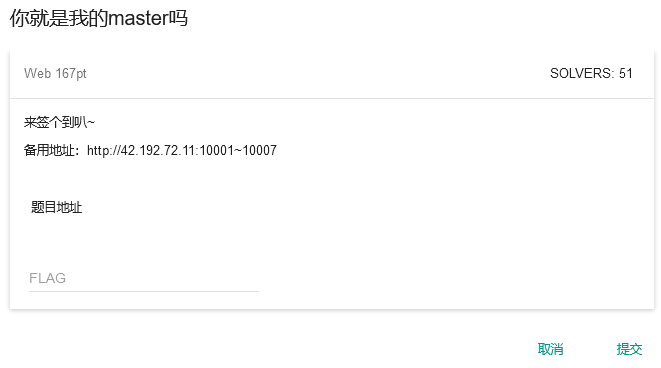 你就是我的master吗
Web 167pt SOLVERS: 51
来签个到叭~
备用地址：http://42.192.72.11:10001~10007
题目地址
FLAG
取消 提交